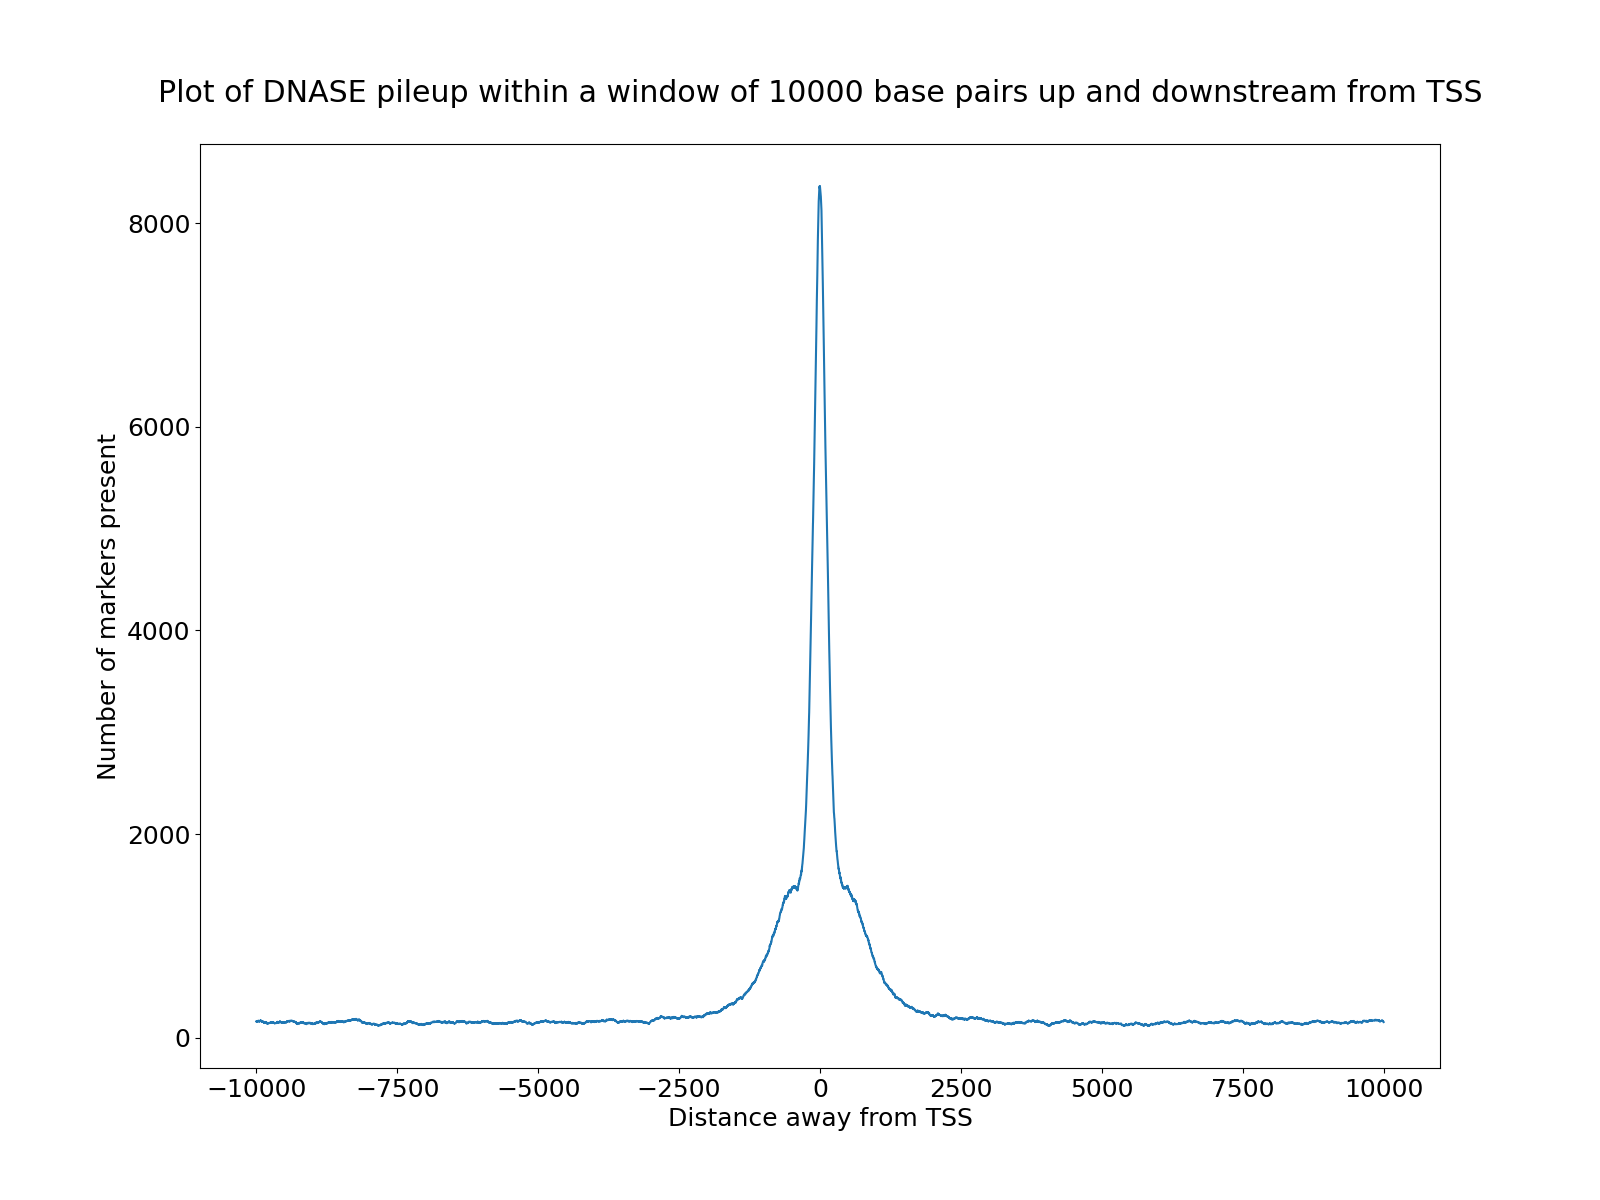 Plot of DNASE pileup within a window of 10000 base pairs up and downstream from TSS
Number of markers present
8000
6000
4000
2000
0
−10000 −7500 −5000 −2500 0 2500 5000 7500 10000
Distance away from TSS